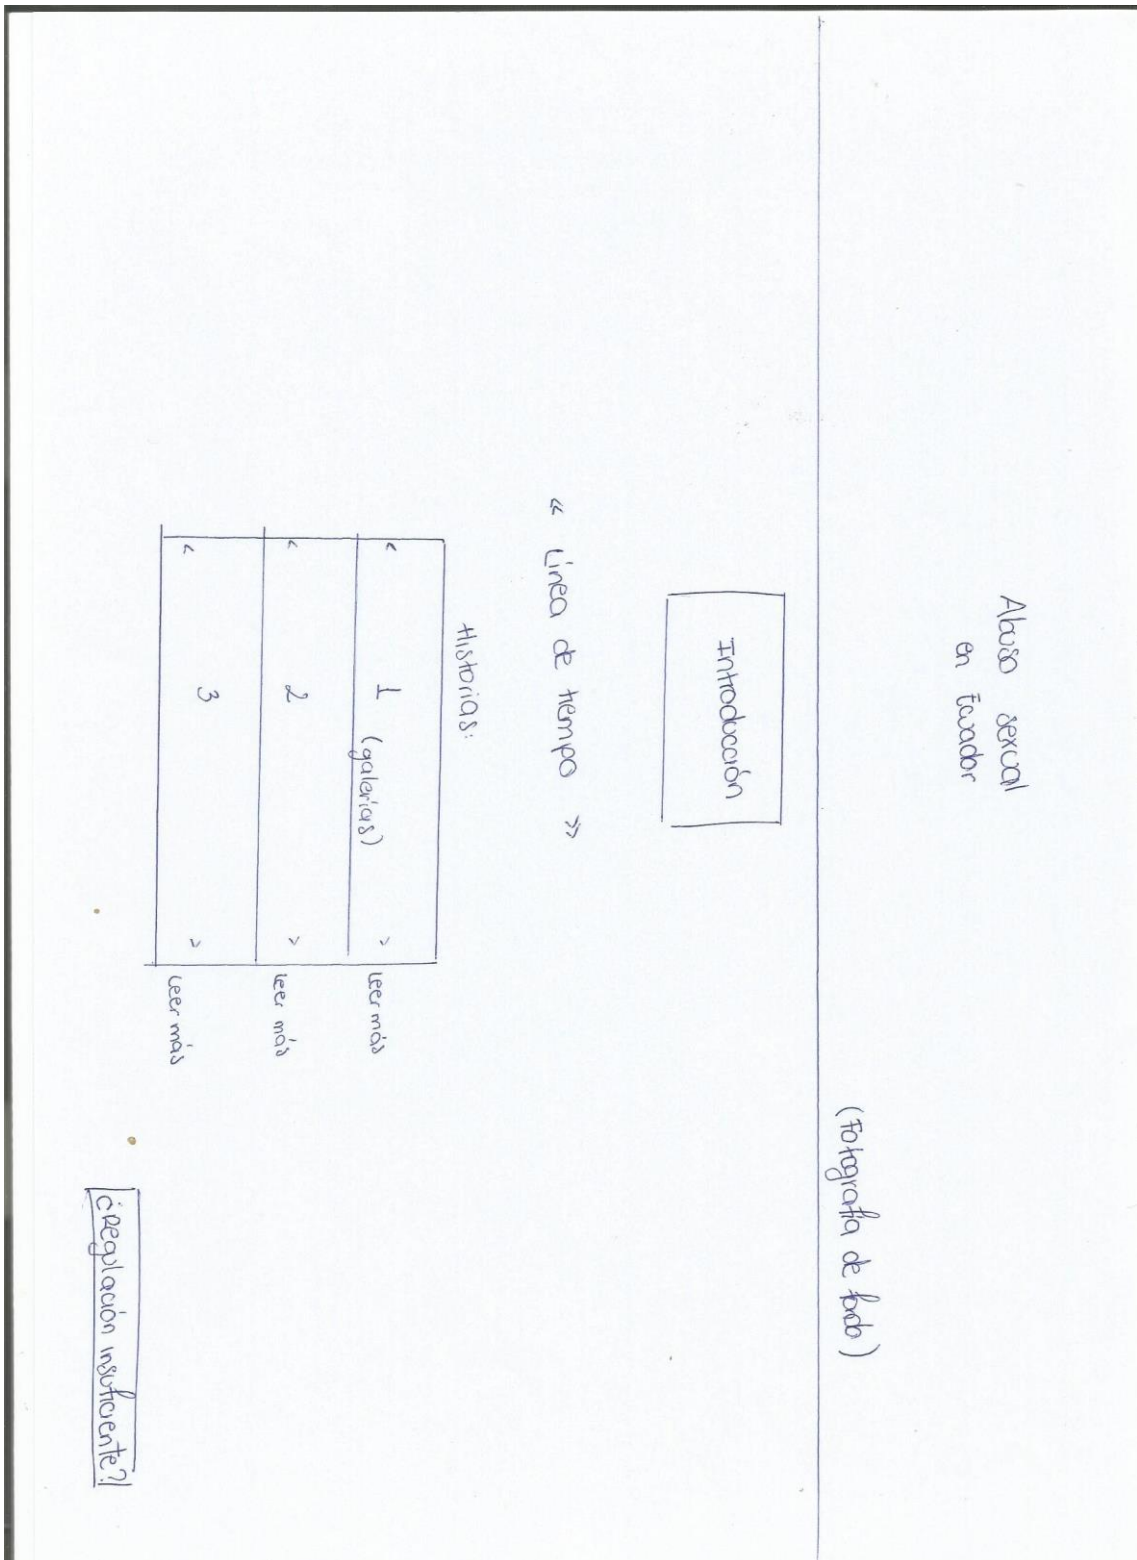 Abuso sexual
en Ecuador
(Fotografía de fondo)
Introducción
« Línea de tiempo »
Historias:
< 1 (galerías) > Leer más
< 2 > Leer más
< 3 > Leer más
¿Regulación insuficiente?